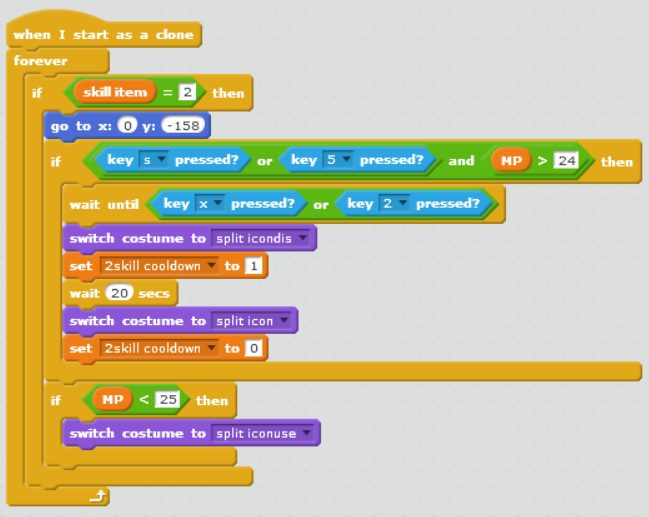 when I start as a clone
forever
if skill item = 2 then
go to x: 0 y: -158
if key s pressed? or key 5 pressed? and MP > 24 then
wait until key x pressed? or key 2 pressed?
switch costume to split icondis
set 2skill cooldown to 1
wait 20 secs
switch costume to split icon
set 2skill cooldown to 0
if MP < 25 then
switch costume to split iconuse